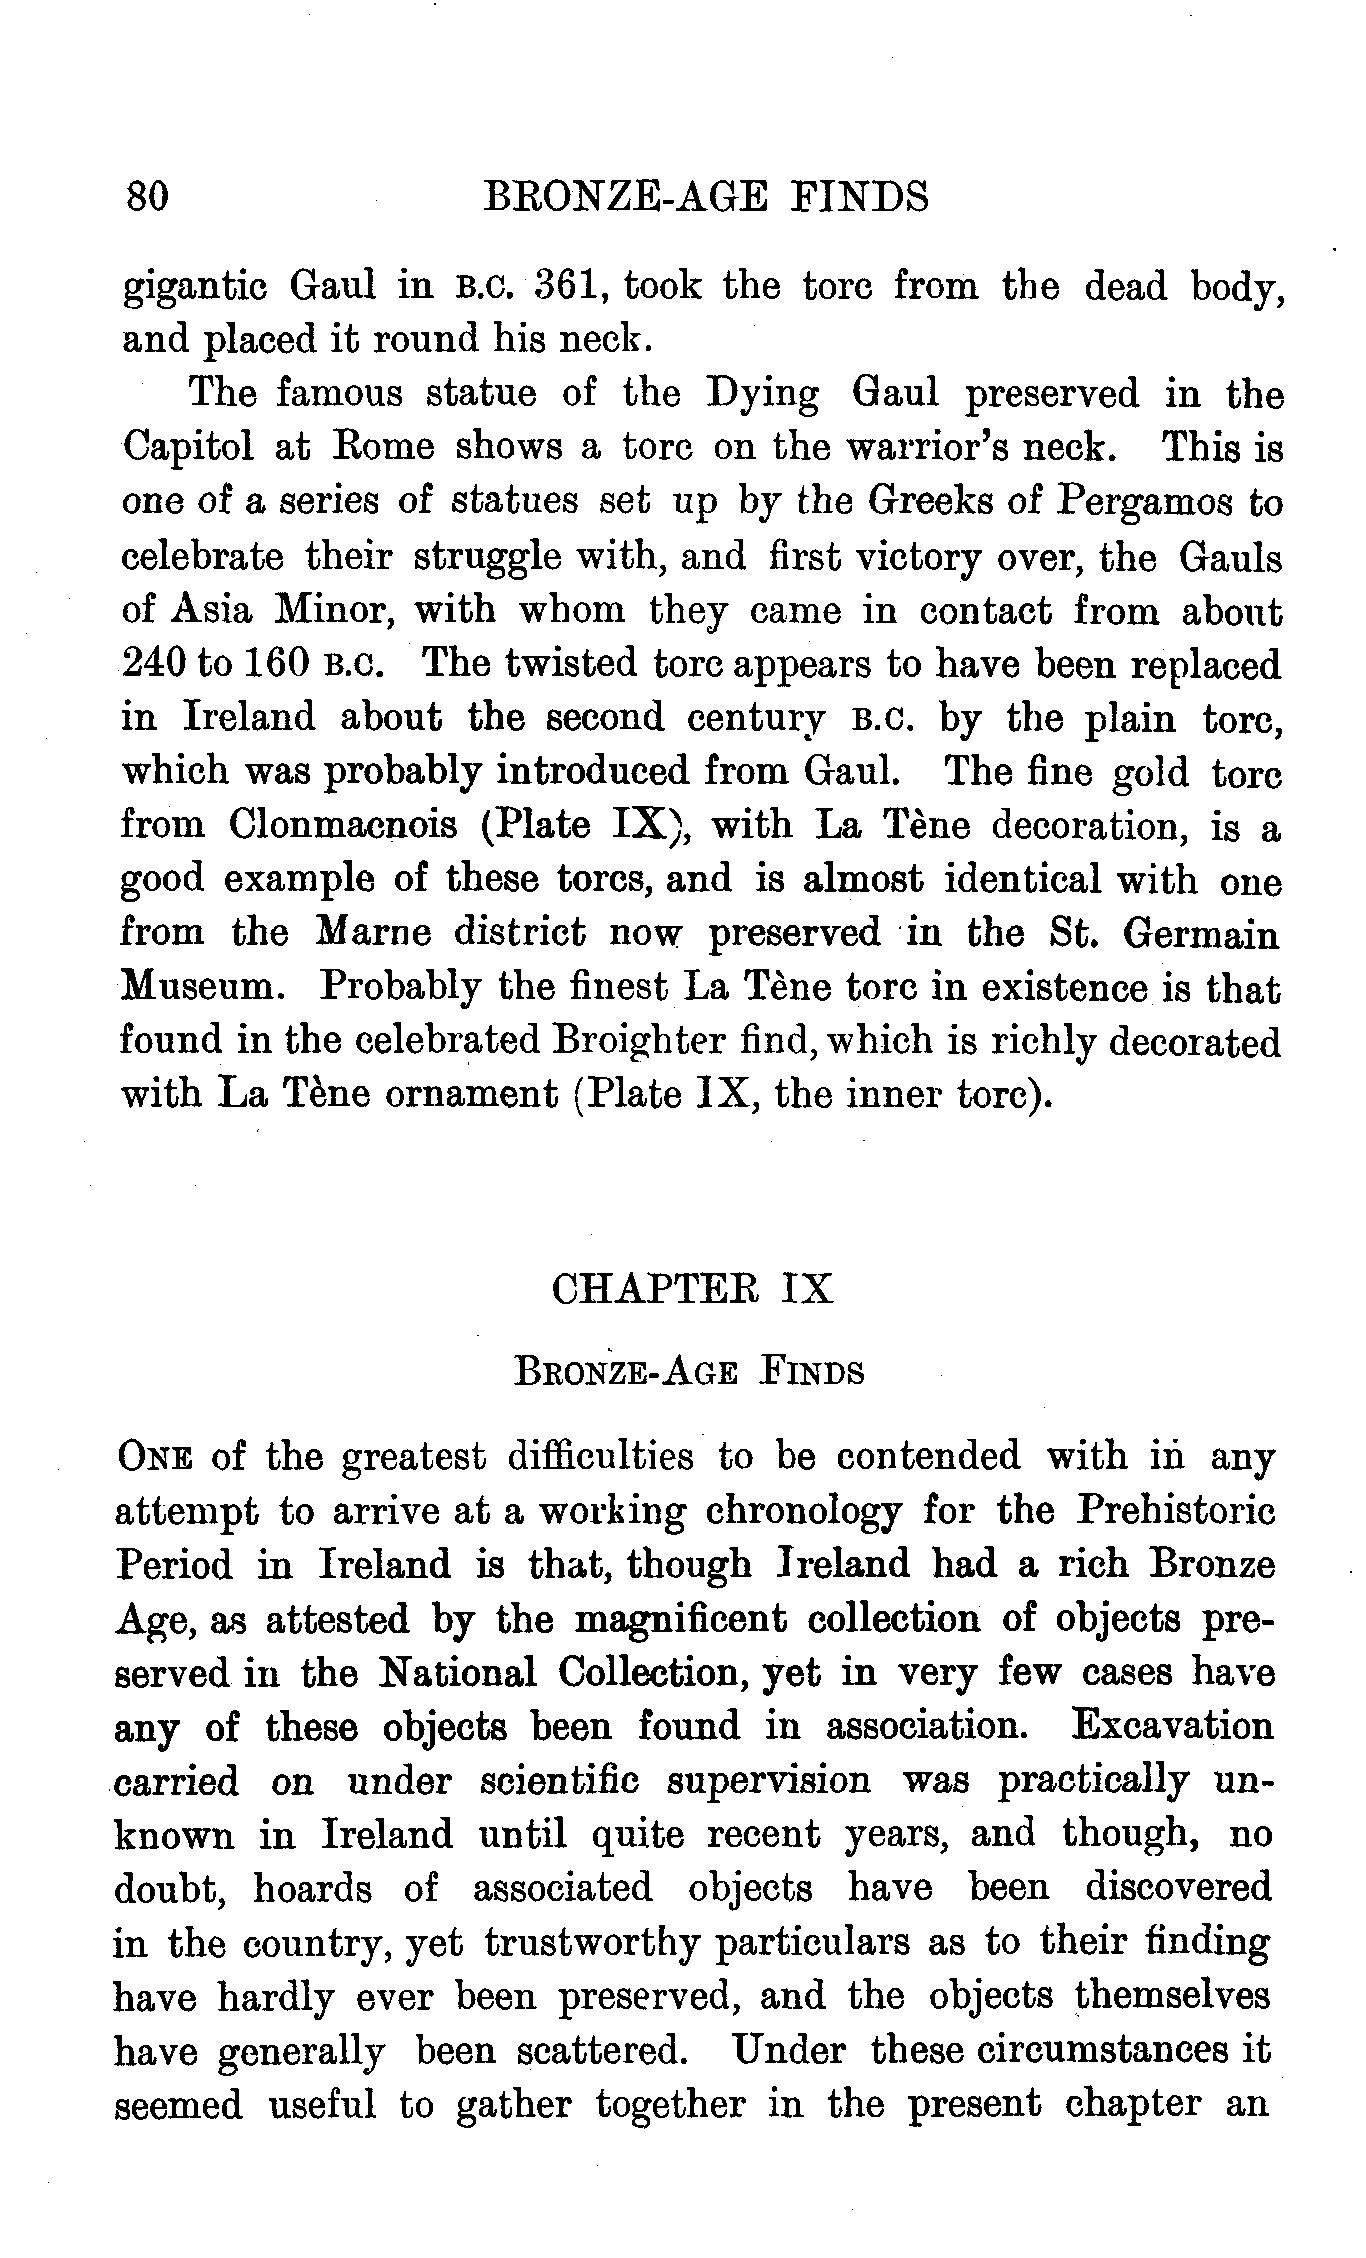 80 BRONZE-AGE FINDS
gigantic Gaul in B.C. 361, took the torc from the dead body,
and placed it round his neck.
The famous statue of the Dying Gaul preserved in the
Capitol at Rome shows a torc on the warrior's neck. This is
one of a series of statues set up by the Greeks of Pergamos to
celebrate their struggle with, and first victory over, the Gauls
of Asia Minor, with whom they came in contact from about
240 to 160 B.C. The twisted torc appears to have been replaced
in Ireland about the second century B.C. by the plain torc,
which was probably introduced from Gaul. The fine gold torc
from Clonmacnois (Plate IX), with La Tène decoration, is a
good example of these torcs, and is almost identical with one
from the Marne district now preserved in the St. Germain
Museum. Probably the finest La Tène torc in existence is that
found in the celebrated Broighter find, which is richly decorated
with La Tène ornament (Plate IX, the inner torc).
CHAPTER IX
BRONZE-AGE FINDS
ONE of the greatest difficulties to be contended with in any
attempt to arrive at a working chronology for the Prehistoric
Period in Ireland is that, though Ireland had a rich Bronze
Age, as attested by the magnificent collection of objects pre-
served in the National Collection, yet in very few cases have
any of these objects been found in association. Excavation
carried on under scientific supervision was practically un-
known in Ireland until quite recent years, and though, no
doubt, hoards of associated objects have been discovered
in the country, yet trustworthy particulars as to their finding
have hardly ever been preserved, and the objects themselves
have generally been scattered. Under these circumstances it
seemed useful to gather together in the present chapter an